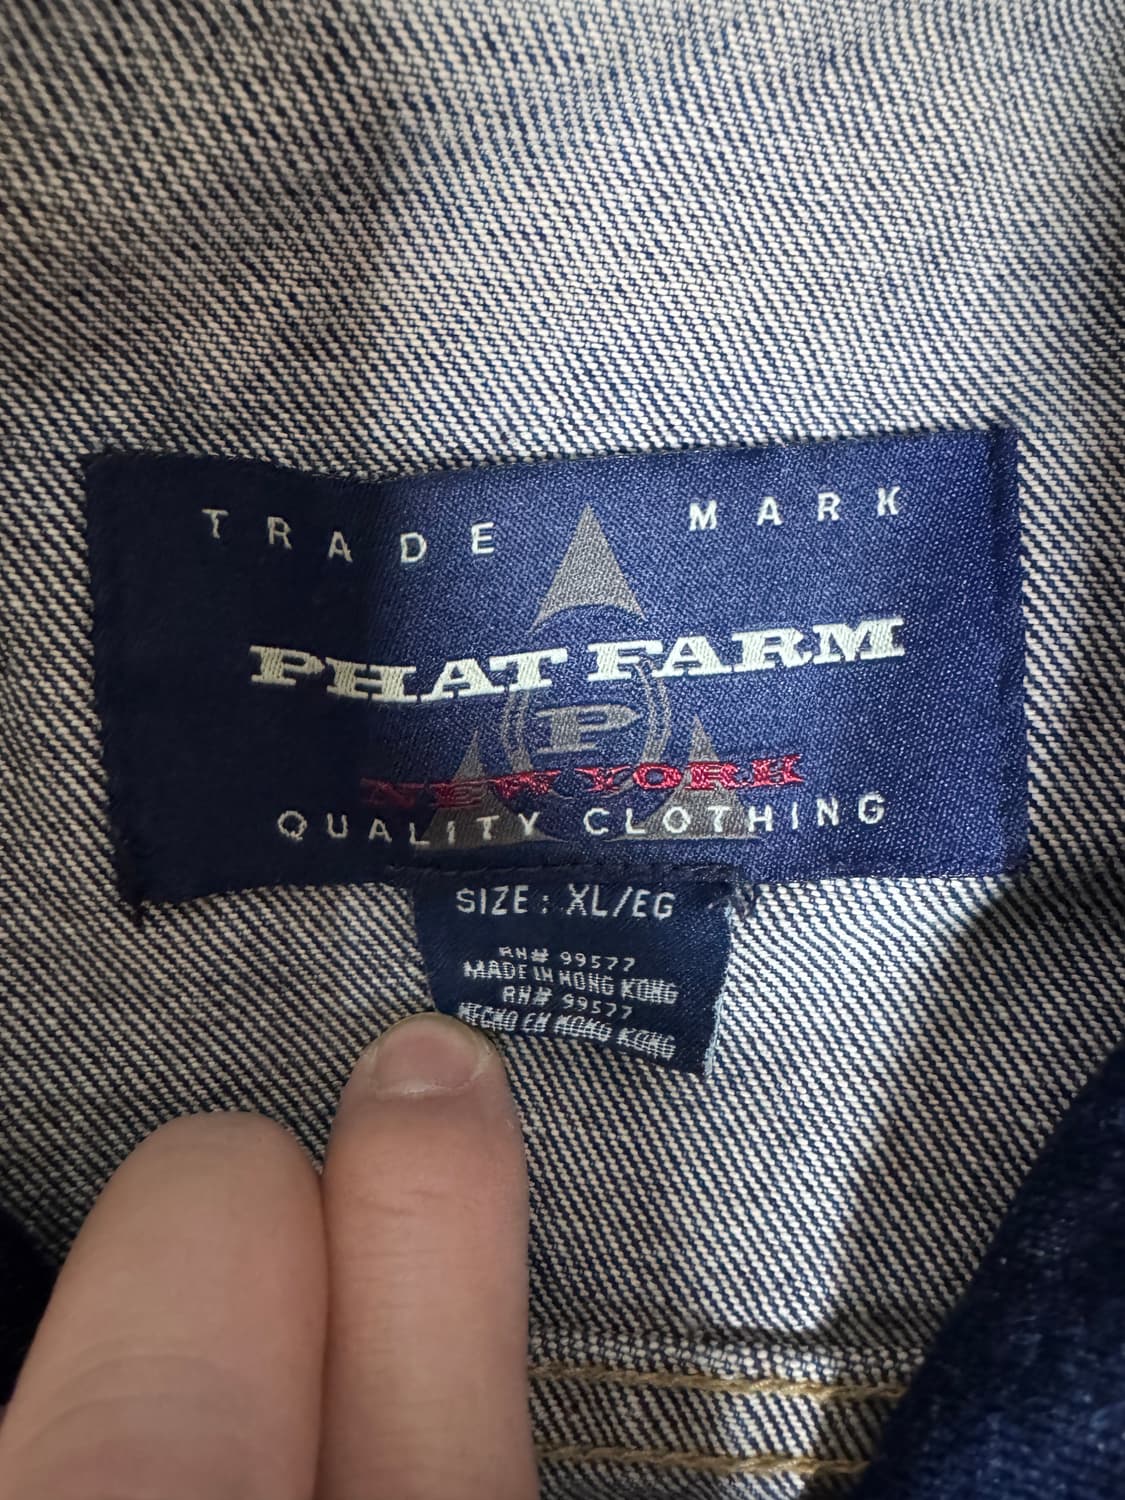 TRADE MARK
PHAT FARM
P
NEW YORK
QUALITY CLOTHING
SIZE: XL/EG
RN# 99577
MADE IN HONG KONG
RN# 99577
HECHO EN HONG KONG